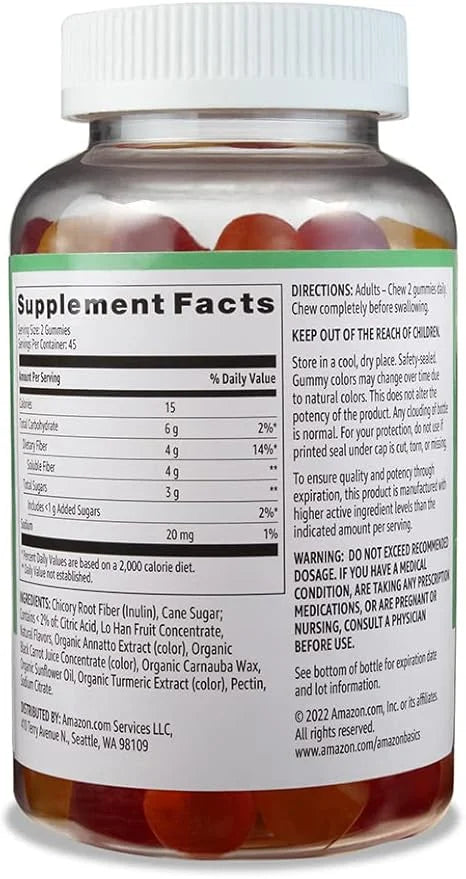 Supplement Facts
Serving Size: 2 Gummies
Servings Per Container: 45
Amount Per Serving % Daily Value
Calories 15
Total Carbohydrate 6 g 2%*
Dietary Fiber 4 g 14%*
Soluble Fiber 4 g **
Total Sugars 3 g **
Includes <1 g Added Sugars 2%*
Sodium 20 mg 1%
*Percent Daily Values are based on a 2,000 calorie diet.
*Daily Value not established.
INGREDIENTS: Chicory Root Fiber (Inulin), Cane Sugar;
Contains < 2% of: Citric Acid, Lo Han Fruit Concentrate,
Natural Flavors, Organic Annatto Extract (color), Organic
Black Carrot Juice Concentrate (color), Organic Carnauba Wax,
Organic Sunflower Oil, Organic Turmeric Extract (color), Pectin,
Sodium Citrate.
DISTRIBUTED BY: Amazon.com Services LLC,
410 Terry Avenue N., Seattle, WA 98109
DIRECTIONS: Adults – Chew 2 gummies daily.
Chew completely before swallowing.
KEEP OUT OF THE REACH OF CHILDREN.
Store in a cool, dry place. Safety-sealed.
Gummy colors may change over time due
to natural colors. This does not alter the
potency of the product. Any clouding of bottle
is normal. For your protection, do not use if
printed seal under cap is cut, torn, or missing.
To ensure quality and potency through
expiration, this product is manufactured with
higher active ingredient levels than the
indicated amount per serving.
WARNING: DO NOT EXCEED RECOMMENDED
DOSAGE. IF YOU HAVE A MEDICAL
CONDITION, ARE TAKING ANY PRESCRIPTION
MEDICATIONS, OR ARE PREGNANT OR
NURSING, CONSULT A PHYSICIAN
BEFORE USE.
See bottom of bottle for expiration date
and lot information.
© 2022 Amazon.com, Inc. or its affiliates.
All rights reserved.
www.amazon.com/amazonbasics